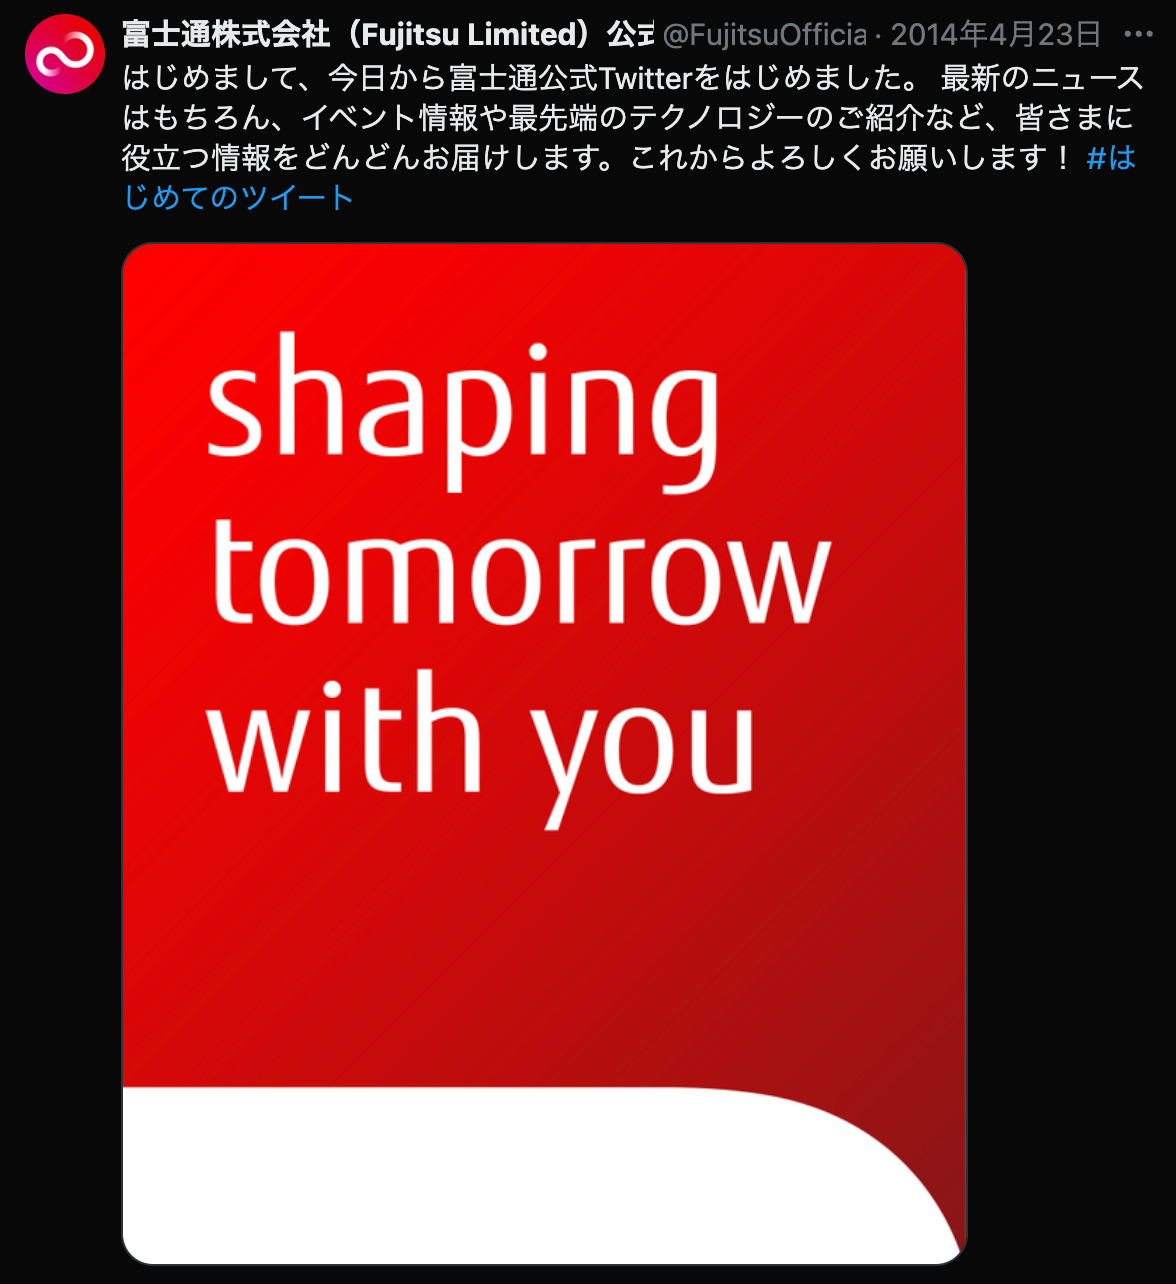 富士通株式会社（Fujitsu Limited）公式 @FujitsuOfficia · 2014年4月23日
はじめまして、今日から富士通公式Twitterをはじめました。 最新のニュース
はもちろん、イベント情報や最先端のテクノロジーのご紹介など、皆さまに
役立つ情報をどんどんお届けします。これからよろしくお願いします！ #は
じめてのツイート
shaping
tomorrow
with you